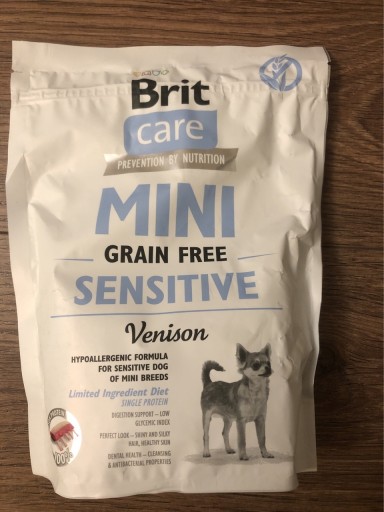 Brit
care
PREVENTION BY NUTRITION
MINI
GRAIN FREE
SENSITIVE
Venison
HYPOALLERGENIC FORMULA
FOR SENSITIVE DOG
OF MINI BREEDS
Limited Ingredient Diet
SINGLE PROTEIN
DIGESTION SUPPORT – LOW
GLYCEMIC INDEX
PERFECT LOOK – SHINY AND SILKY
HAIR, HEALTHY SKIN
DENTAL HEALTH – CLEANSING
& ANTIBACTERIAL PROPERTIES